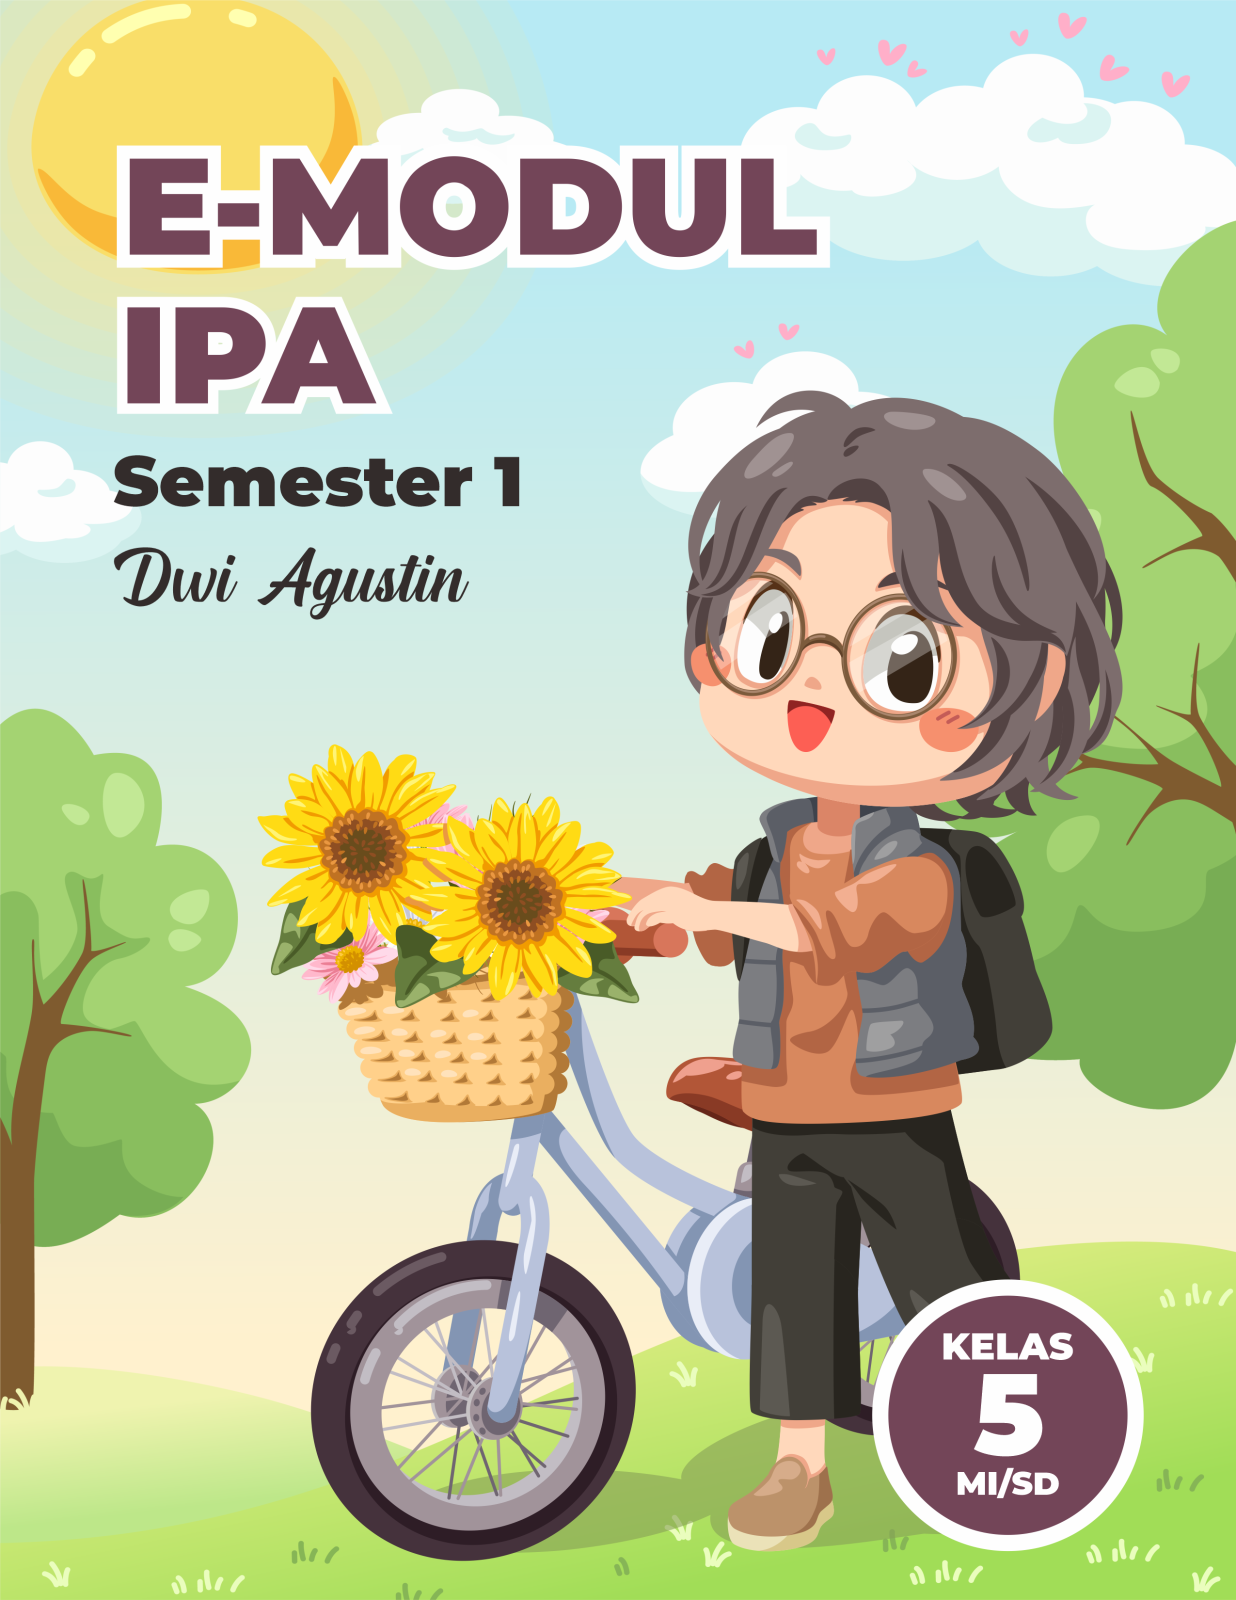 E-MODUL
IPA
Semester 1
Dwi Agustin
KELAS
5
MI/SD